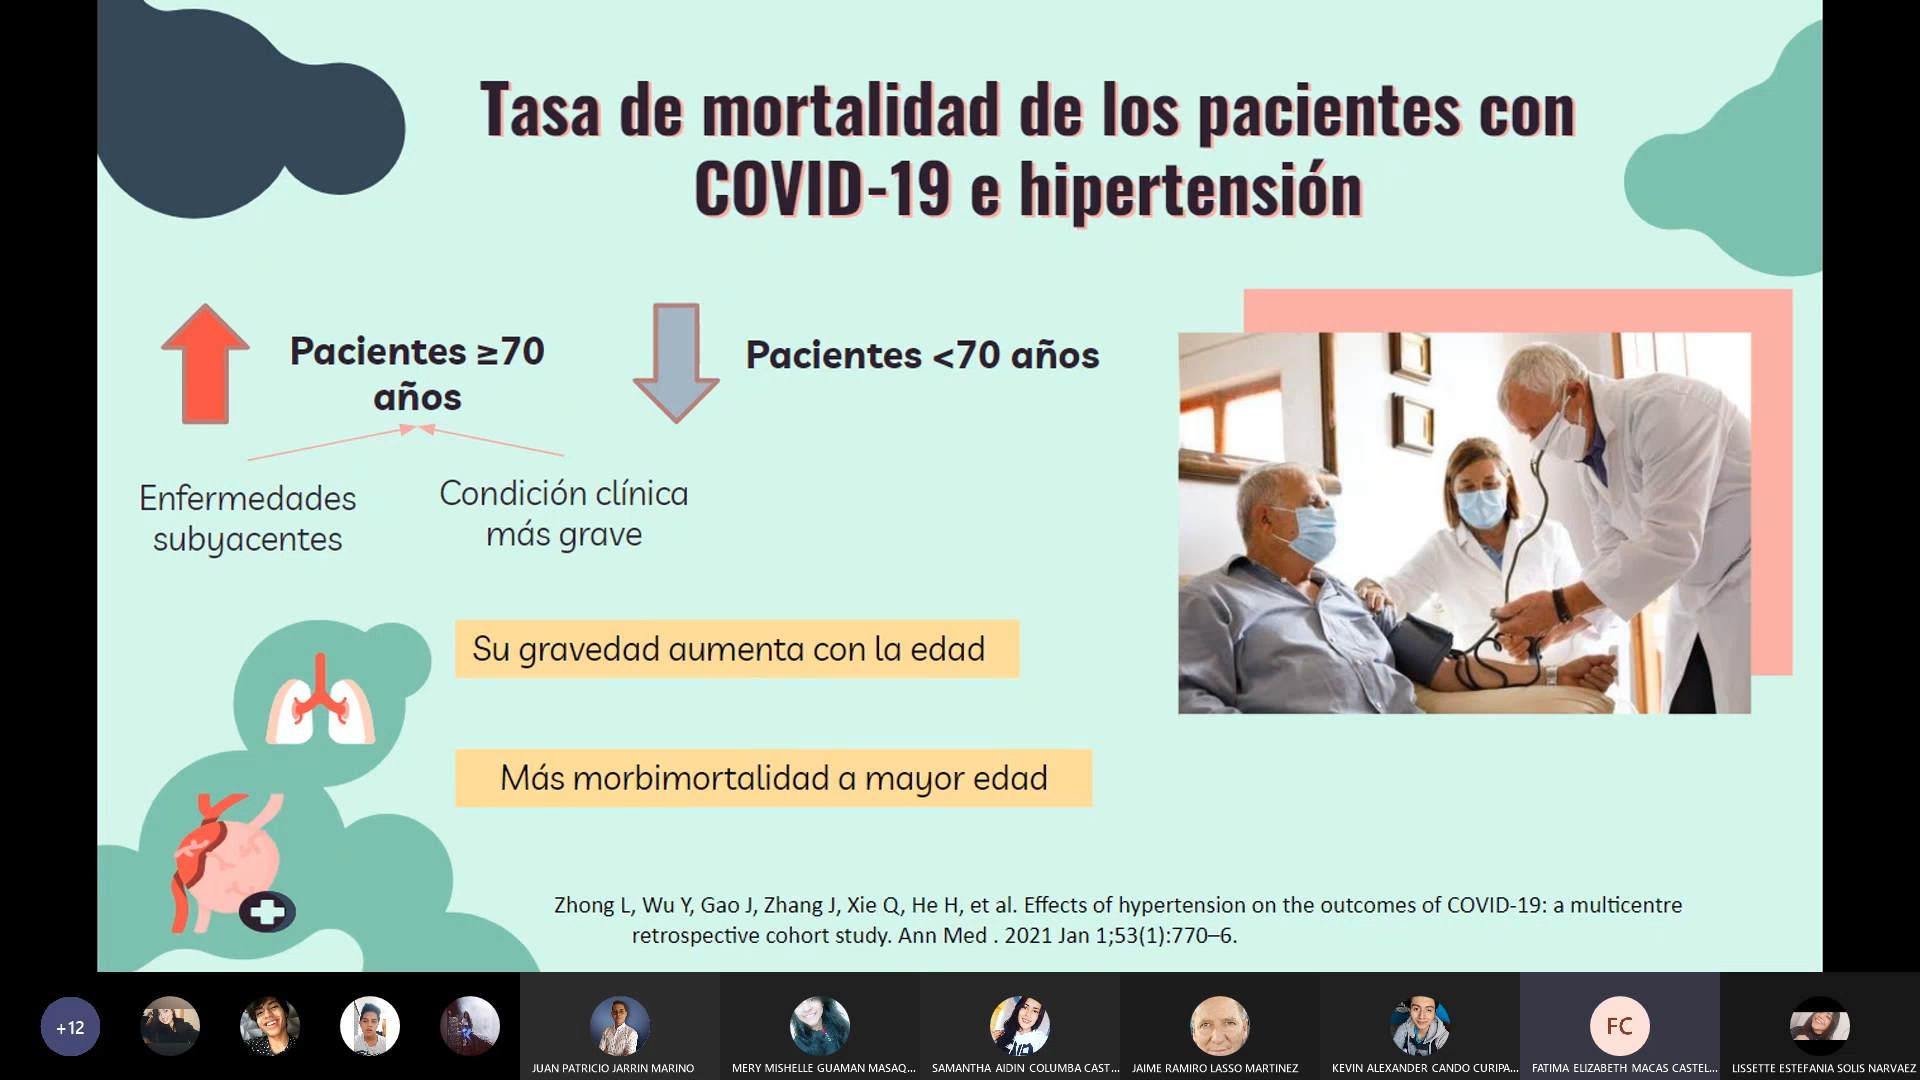 Tasa de mortalidad de los pacientes con
COVID-19 e hipertensión
Pacientes ≥70
años
Pacientes <70 años
Enfermedades
subyacentes
Condición clínica
más grave
Su gravedad aumenta con la edad
Más morbimortalidad a mayor edad
Zhong L, Wu Y, Gao J, Zhang J, Xie Q, He H, et al. Effects of hypertension on the outcomes of COVID-19: a multicentre
retrospective cohort study. Ann Med . 2021 Jan 1;53(1):770–6.
+12
JUAN PATRICIO JARRIN MARINO
MERY MISHELLE GUAMAN MASAQ...
SAMANTHA AIDIN COLUMBA CAST...
JAIME RAMIRO LASSO MARTINEZ
KEVIN ALEXANDER CANDO CURIPA...
FC
FATIMA ELIZABETH MACAS CASTEL...
LISSETTE ESTEFANIA SOLIS NARVAEZ